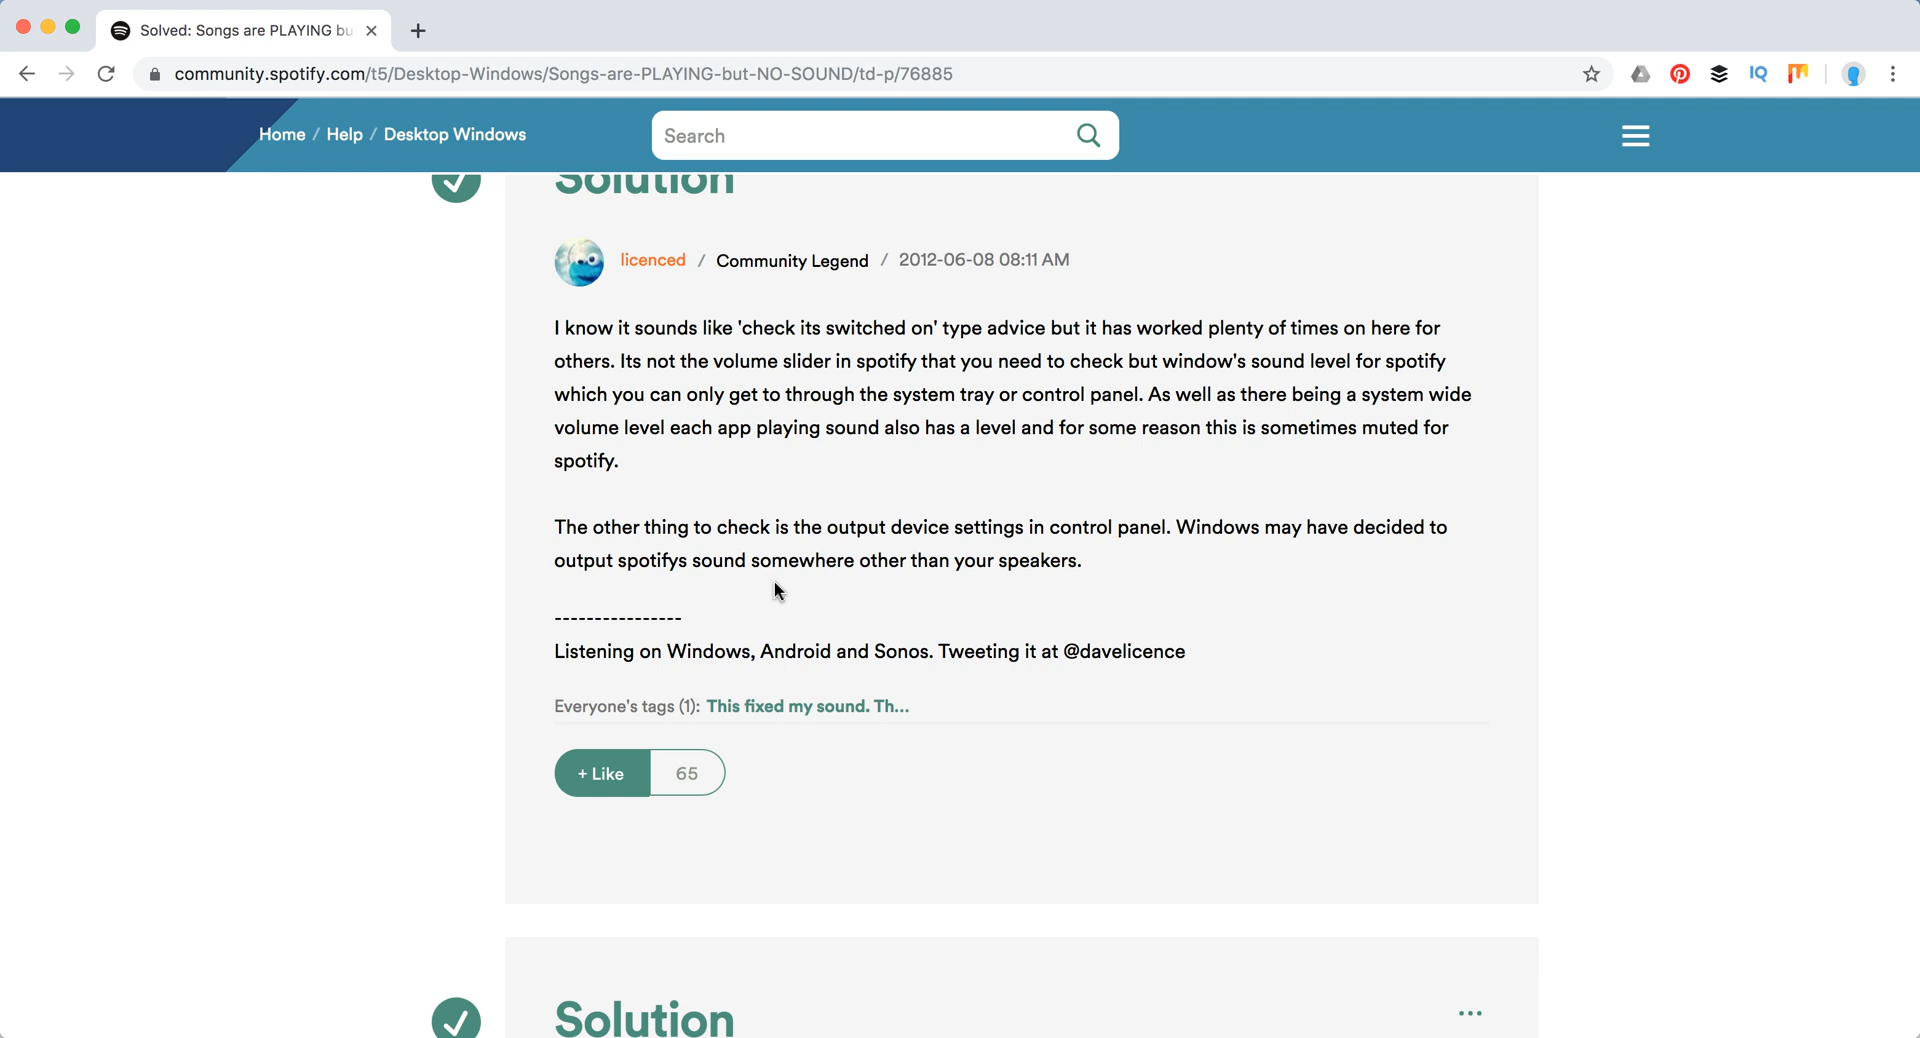 Solved: Songs are PLAYING bu
community.spotify.com/t5/Desktop-Windows/Songs-are-PLAYING-but-NO-SOUND/td-p/76885
IQ
Home / Help / Desktop Windows
Search
Solution
licenced / Community Legend / 2012-06-08 08:11 AM
I know it sounds like 'check its switched on' type advice but it has worked plenty of times on here for
others. Its not the volume slider in spotify that you need to check but window's sound level for spotify
which you can only get to through the system tray or control panel. As well as there being a system wide
volume level each app playing sound also has a level and for some reason this is sometimes muted for
spotify.
The other thing to check is the output device settings in control panel. Windows may have decided to
output spotifys sound somewhere other than your speakers.
----------------
Listening on Windows, Android and Sonos. Tweeting it at @davelicence
Everyone's tags (1): This fixed my sound. Th...
+ Like 65
Solution